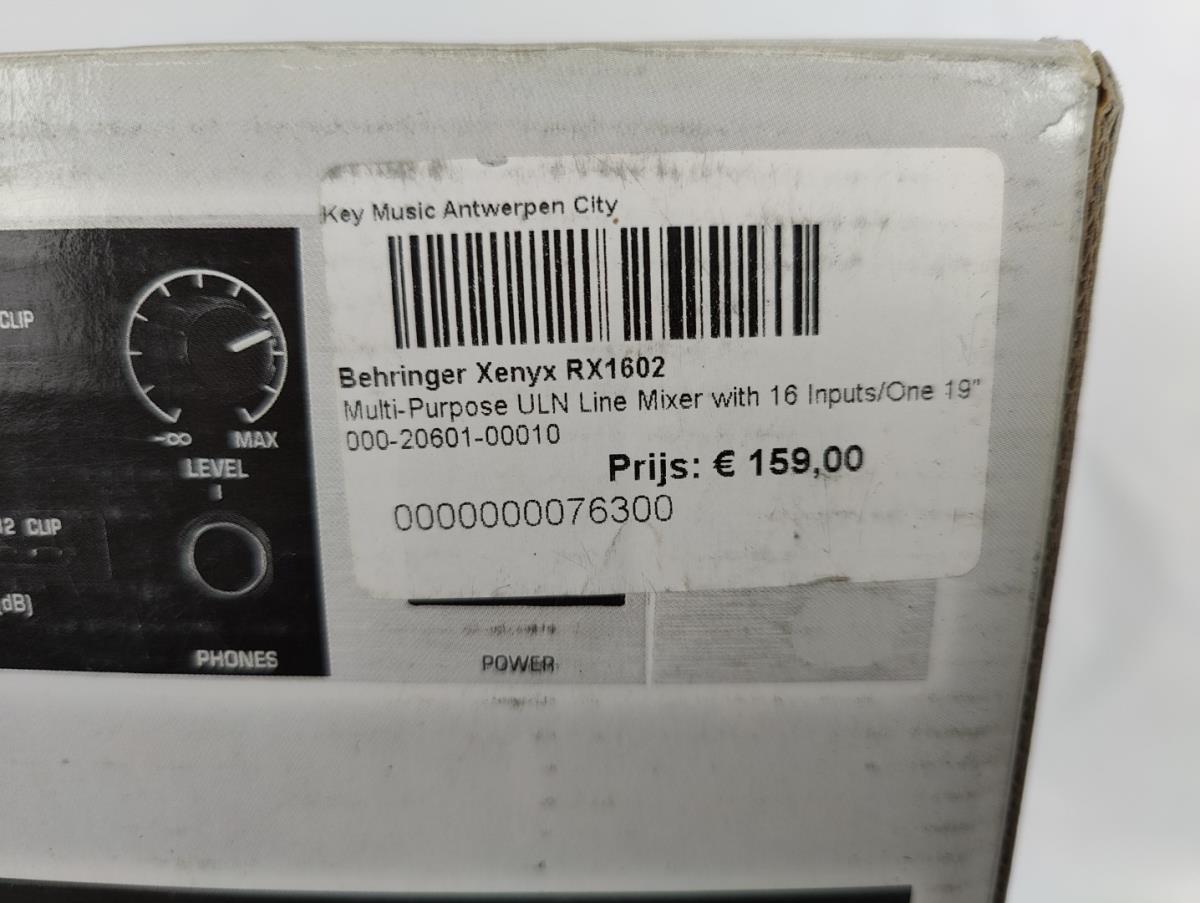 Key Music Antwerpen City
Behringer Xenyx RX1602
Multi-Purpose ULN Line Mixer with 16 Inputs/One 19"
000-20601-00010
Prijs: € 159,00
0000000076300
CLIP
-∞ MAX
LEVEL
12 CLIP
(dB)
PHONES
POWER